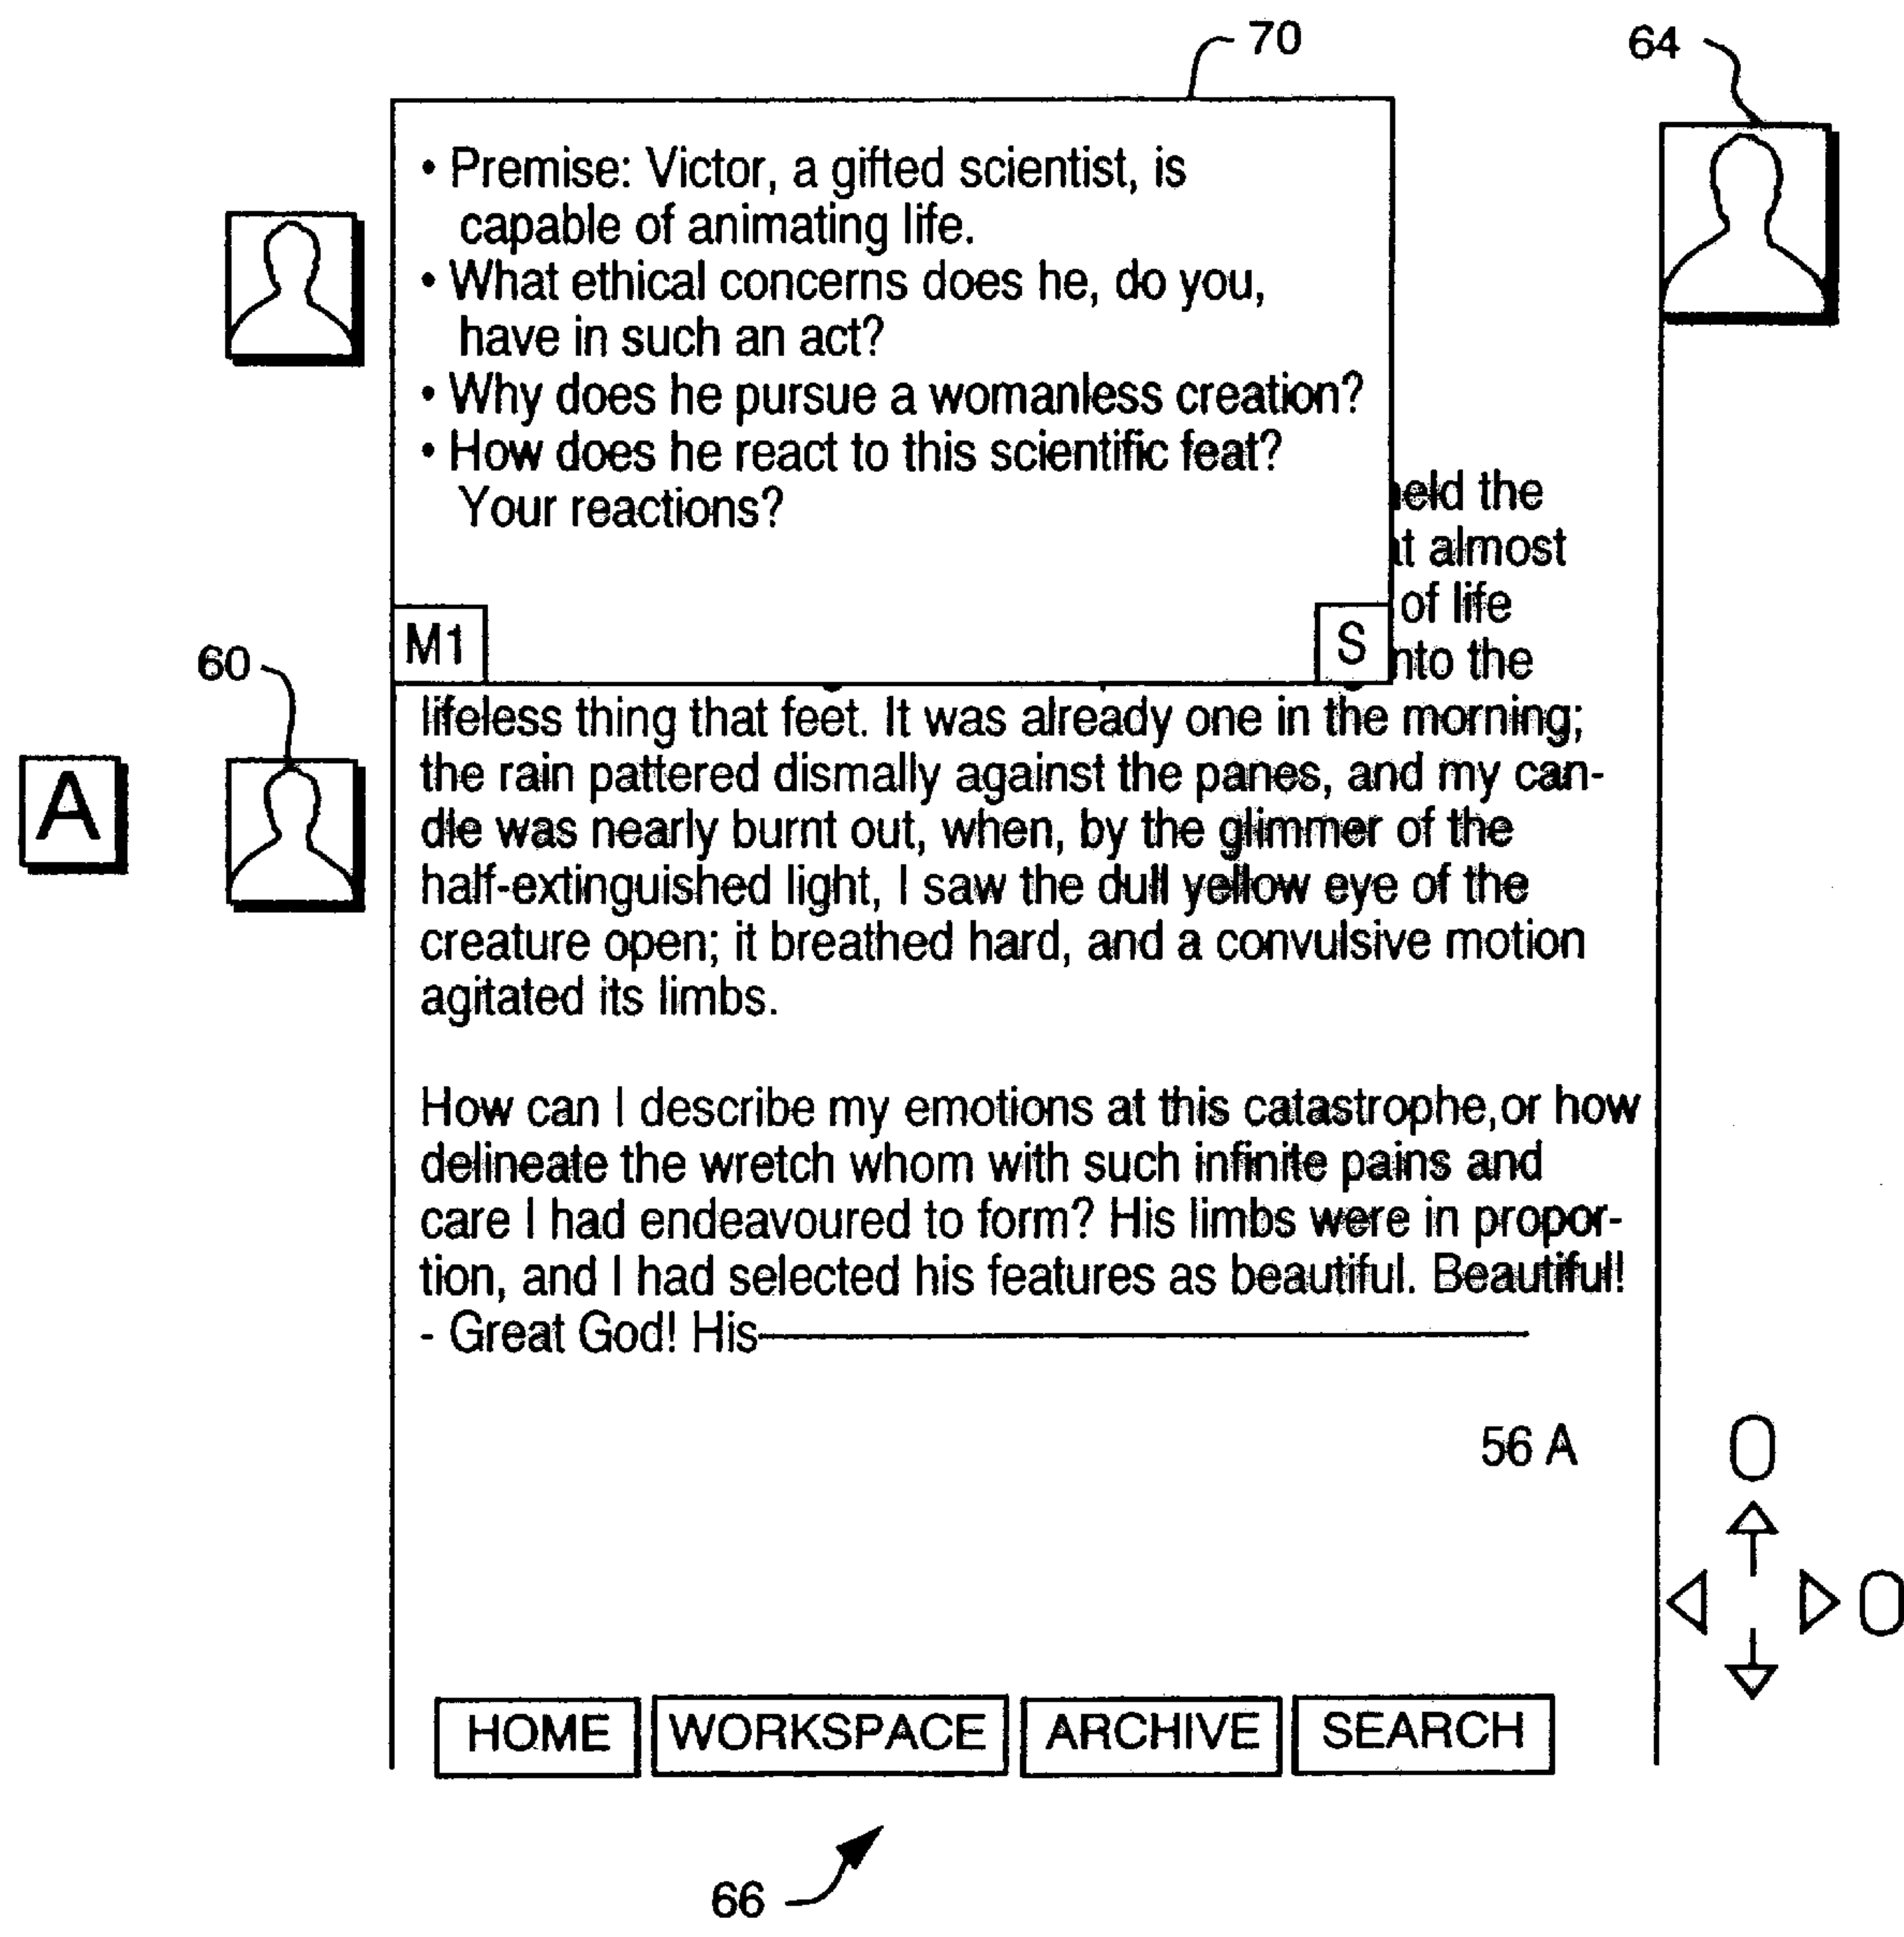 70
64
• Premise: Victor, a gifted scientist, is
capable of animating life.
• What ethical concerns does he, do you,
have in such an act?
• Why does he pursue a womanless creation?
• How does he react to this scientific feat?
Your reactions?
the
almost
of life
the
M1
S
60
A
lifeless thing that feet. It was already one in the morning;
the rain pattered dismally against the panes, and my can-
dle was nearly burnt out, when, by the glimmer of the
half-extinguished light, I saw the dull yellow eye of the
creature open; it breathed hard, and a convulsive motion
agitated its limbs.
How can I describe my emotions at this catastrophe,or how
delineate the wretch whom with such infinite pains and
care I had endeavoured to form? His limbs were in propor-
tion, and I had selected his features as beautiful. Beautiful!
- Great God! His
56 A
0
0
HOME WORKSPACE ARCHIVE SEARCH
66